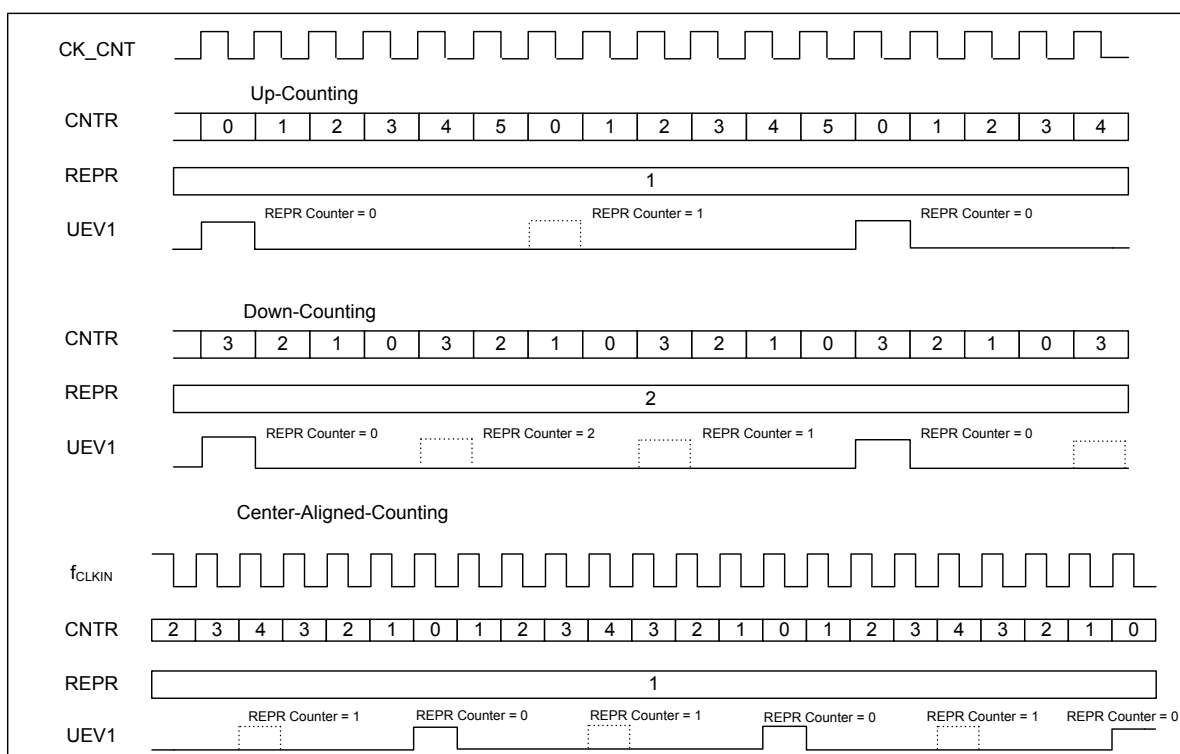 CK_CNT
Up-Counting
CNTR 0 1 2 3 4 5 0 1 2 3 4 5 0 1 2 3 4
REPR 1
REPR Counter = 0 REPR Counter = 1 REPR Counter = 0
UEV1
Down-Counting
CNTR 3 2 1 0 3 2 1 0 3 2 1 0 3 2 1 0 3
REPR 2
REPR Counter = 0 REPR Counter = 2 REPR Counter = 1 REPR Counter = 0
UEV1
Center-Aligned-Counting
fCLKIN
CNTR 2 3 4 3 2 1 0 1 2 3 4 3 2 1 0 1 2 3 4 3 2 1 0
REPR 1
REPR Counter = 1 REPR Counter = 0 REPR Counter = 1 REPR Counter = 0 REPR Counter = 1 REPR Counter = 0
UEV1